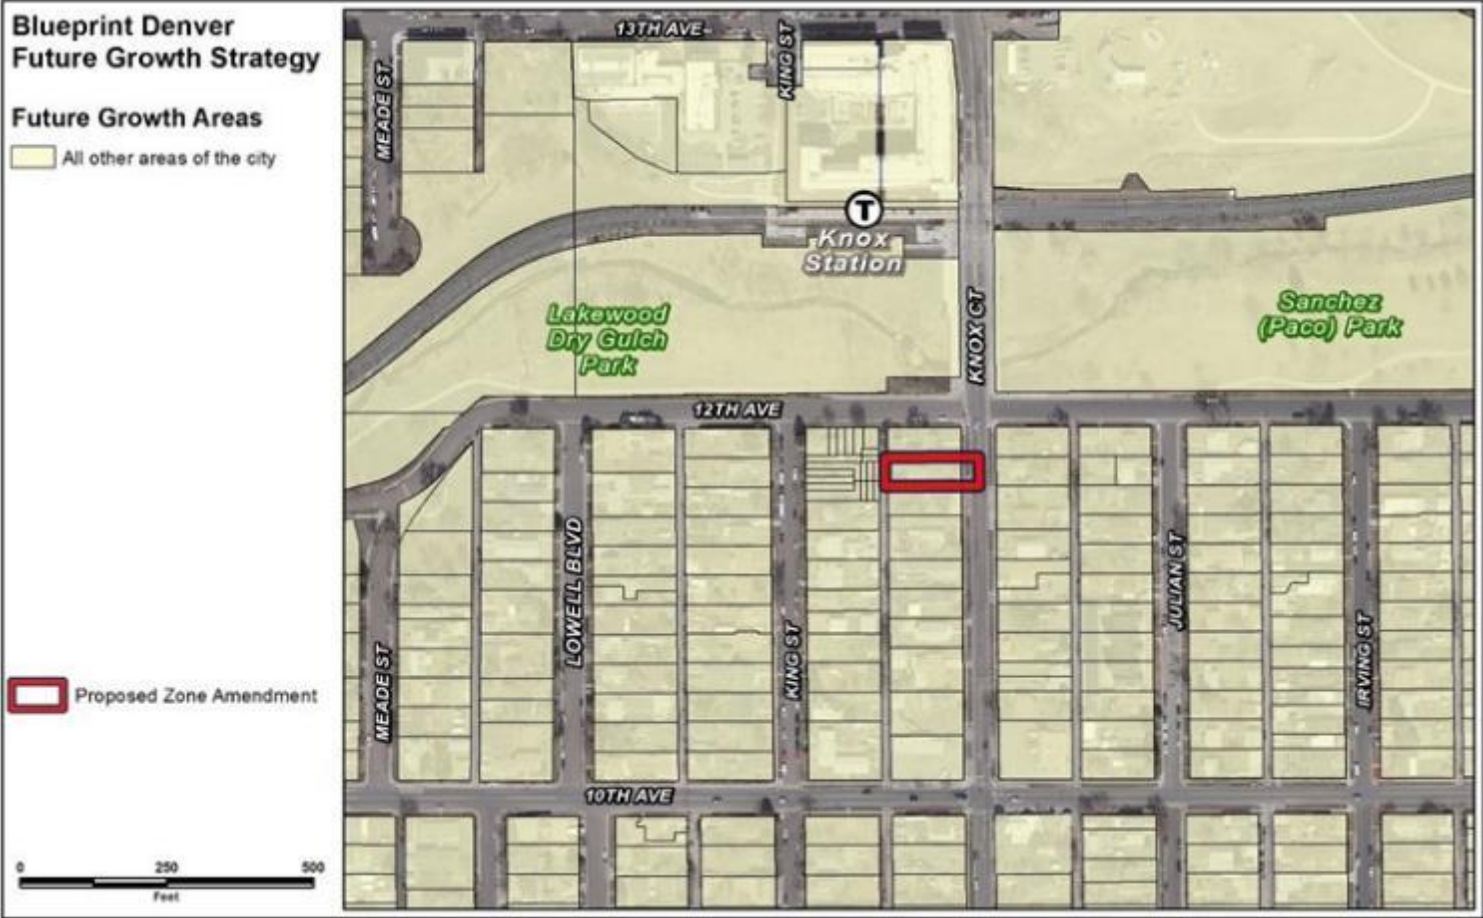 Blueprint Denver
Future Growth Strategy
Future Growth Areas
All other areas of the city
Proposed Zone Amendment
0 250 500
Feet
13TH AVE
KING ST
MEADE ST
T
Knox
Station
KNOX CT
Lakewood
Dry Gulch
Park
Sanchez
(Paco) Park
12TH AVE
LOWELL BLVD
JULIAN ST
KING ST
MEADE ST
IRVING ST
10TH AVE